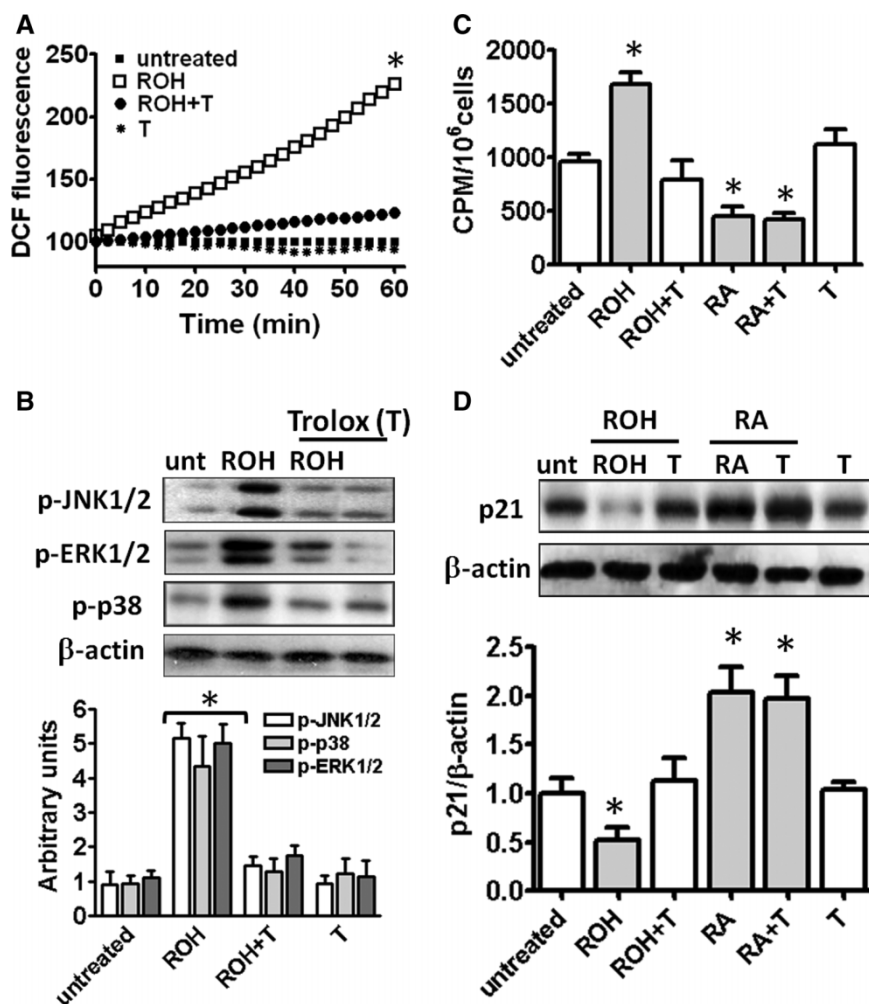 A
DCF fluorescence
250
200
150
100
0
10
20
30
40
50
60
Time (min)
untreated
ROH
ROH+T
T
*
C
CPM/10⁶cells
2000
1500
1000
500
0
*
*
*
untreated
ROH
ROH+T
RA
RA+T
T
B
Trolox (T)
unt
ROH
ROH
p-JNK1/2
p-ERK1/2
p-p38
β-actin
Arbitrary units
6
5
4
3
2
1
0
*
p-JNK1/2
p-p38
p-ERK1/2
untreated
ROH
ROH+T
T
D
ROH
RA
unt
ROH
T
RA
T
T
p21
β-actin
p21/β-actin
2.5
2.0
1.5
1.0
0.5
0.0
*
*
*
untreated
ROH
ROH+T
RA
RA+T
T